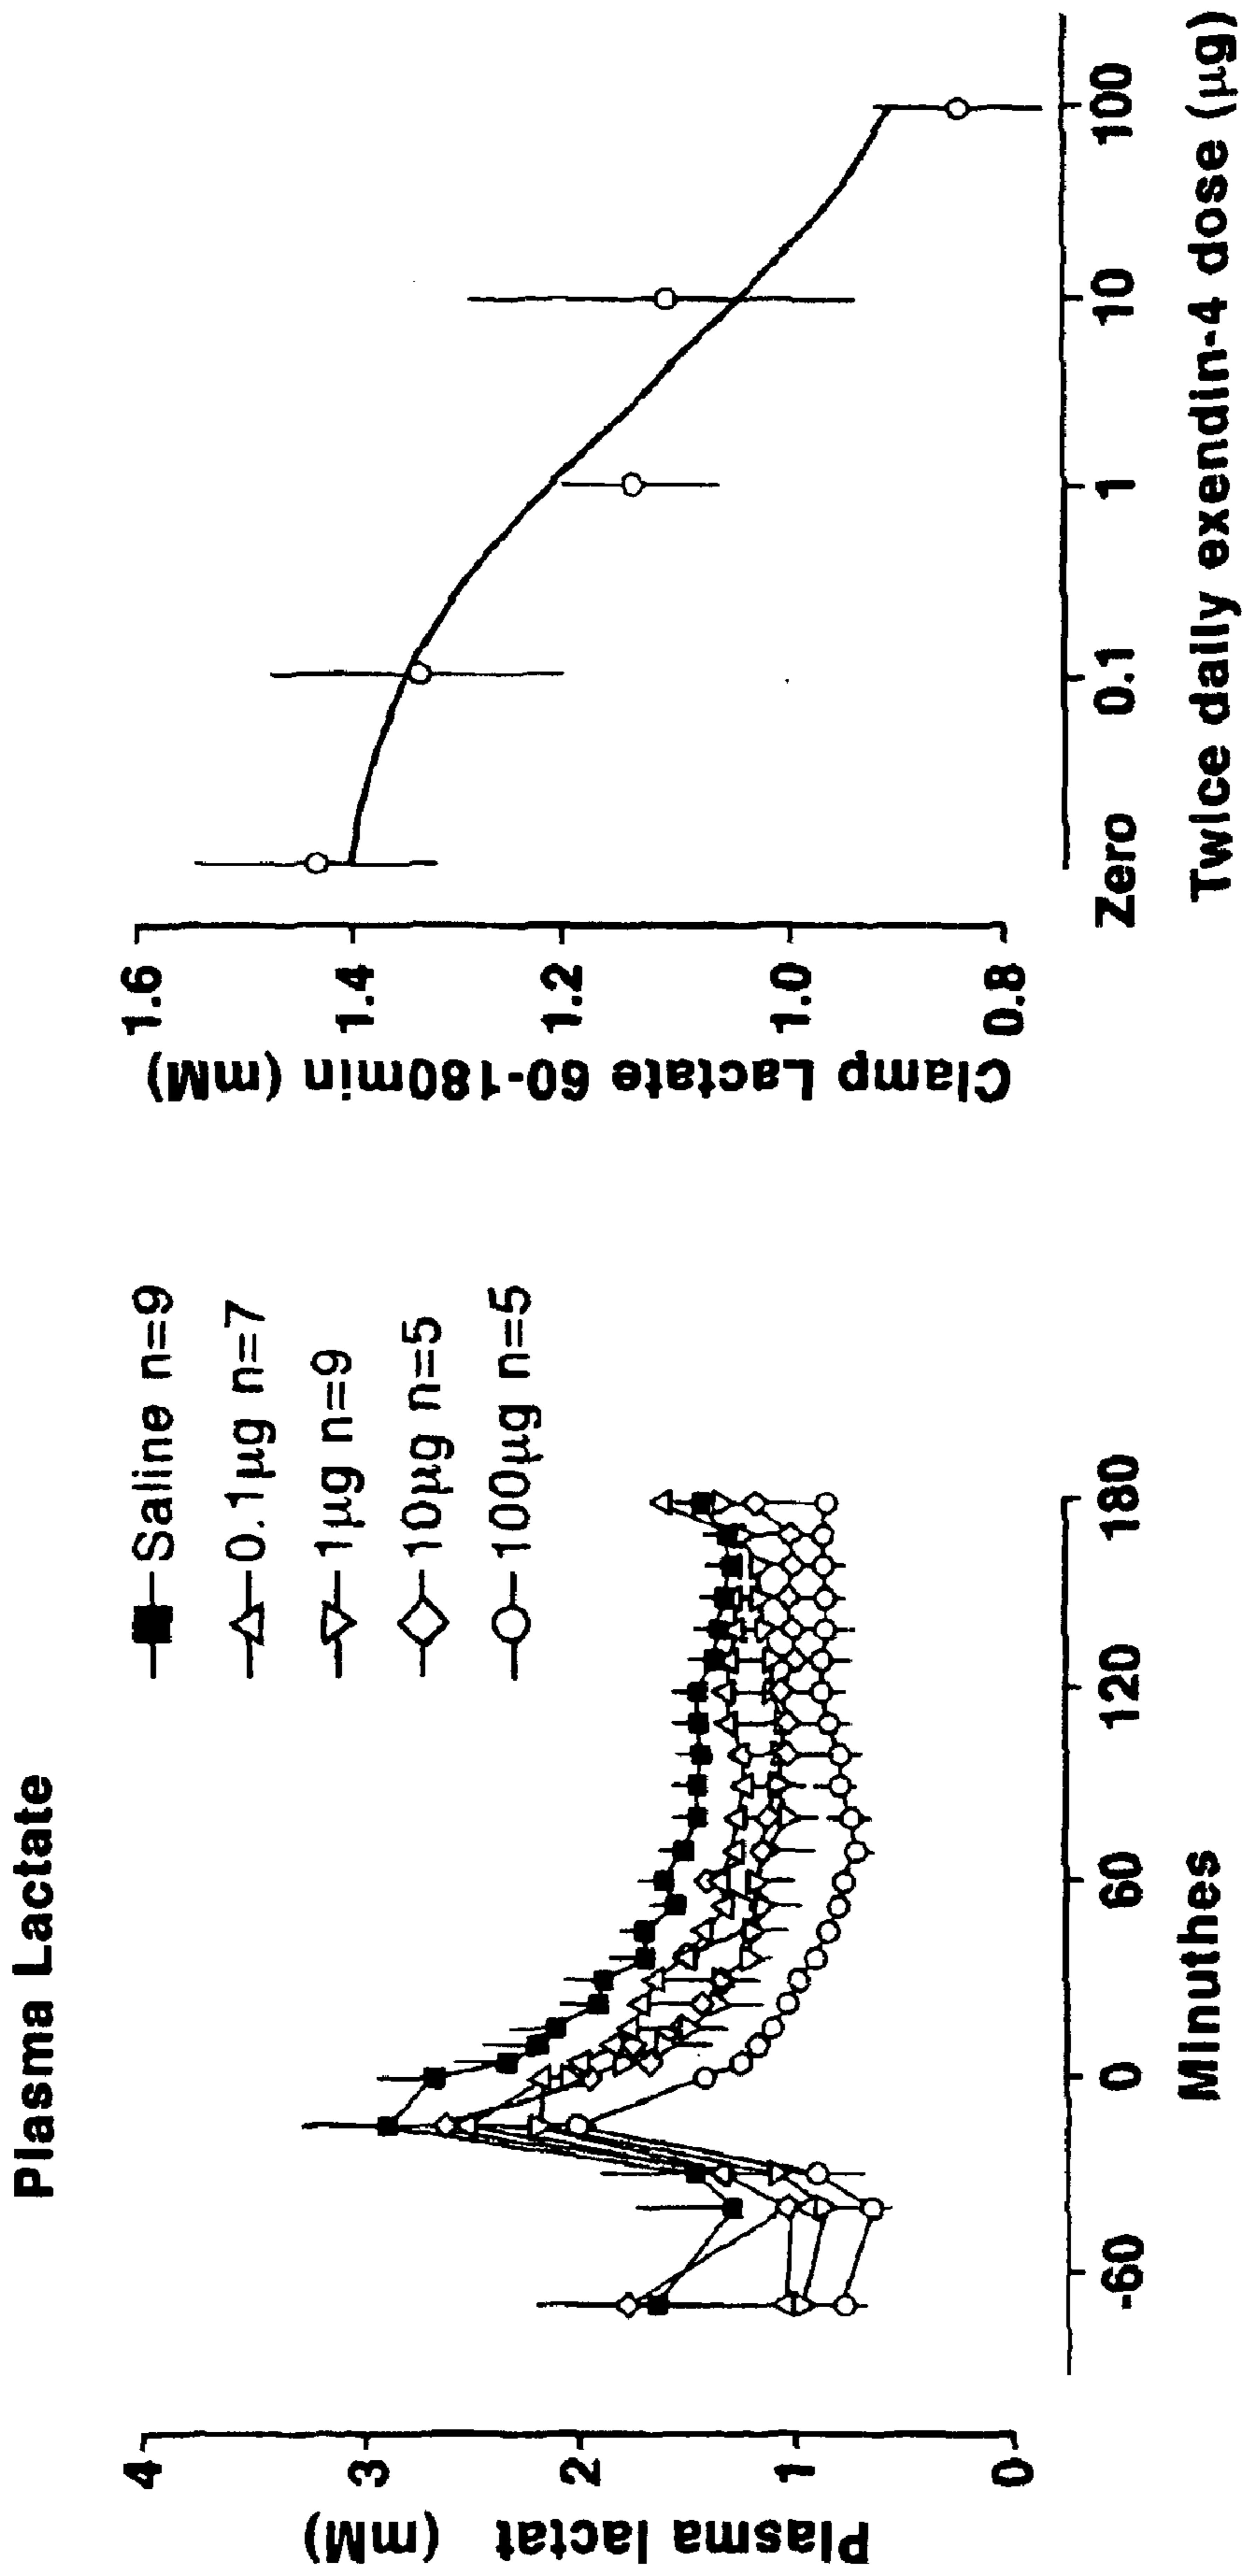 Plasma Lactate
Saline n=9
0.1µg n=7
1µg n=9
10µg n=5
100µg n=5
Plasma lactat (mM)
4
3
2
1
0
-60
0
60
120
180
Minuthes
Clamp Lactate 60-180min (mM)
1.6
1.4
1.2
1.0
0.8
Zero
0.1
1
10
100
Twice daily exendin-4 dose (µg)